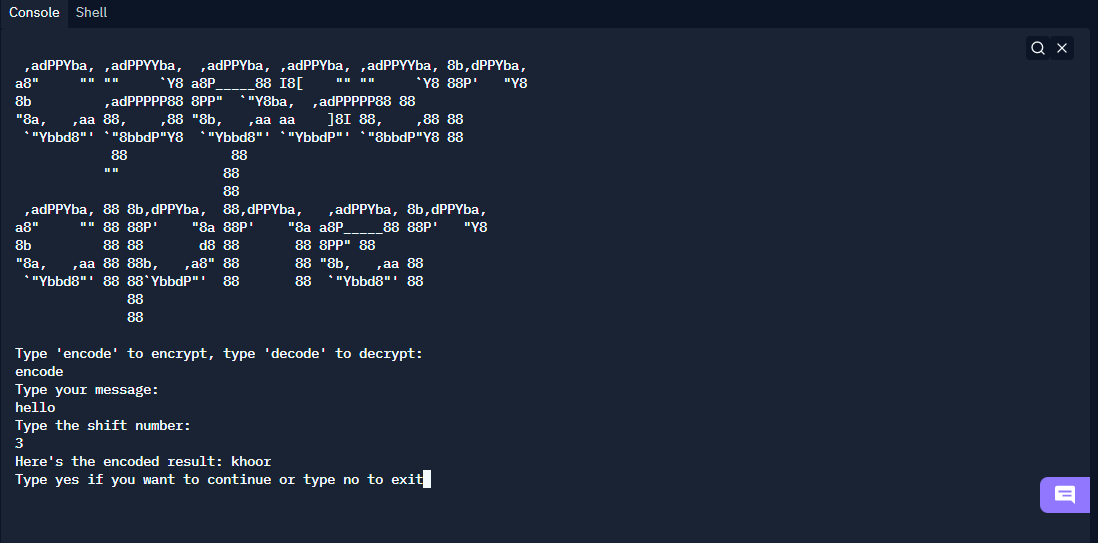 Console Shell
 ,adPPYba, ,adPPYYba,  ,adPPYba, ,adPPYba, ,adPPYYba, 8b,dPPYba,
a8"     "" ""     `Y8 a8P_____88 I8[    "" ""     `Y8 88P'   "Y8
8b         ,adPPPPP88 8PP"  `"Y8ba,  ,adPPPPP88 88
"8a,   ,aa 88,    ,88 "8b,   ,aa aa    ]8I 88,    ,88 88
 `"Ybbd8"' `"8bbdP"Y8  `"Ybbd8"' `"YbbdP"' `"8bbdP"Y8 88
            88             88
           ""             88
                          88
 ,adPPYba, 88 8b,dPPYba,  88,dPPYba,   ,adPPYba, 8b,dPPYba,
a8"     "" 88 88P'    "8a 88P'    "8a a8P_____88 88P'   "Y8
8b         88 88       d8 88       88 8PP" 88
"8a,   ,aa 88 88b,   ,a8" 88       88 "8b,   ,aa 88
 `"Ybbd8"' 88 88`YbbdP"'  88       88  `"Ybbd8"' 88
              88
              88
Type 'encode' to encrypt, type 'decode' to decrypt:
encode
Type your message:
hello
Type the shift number:
3
Here's the encoded result: khoor
Type yes if you want to continue or type no to exit